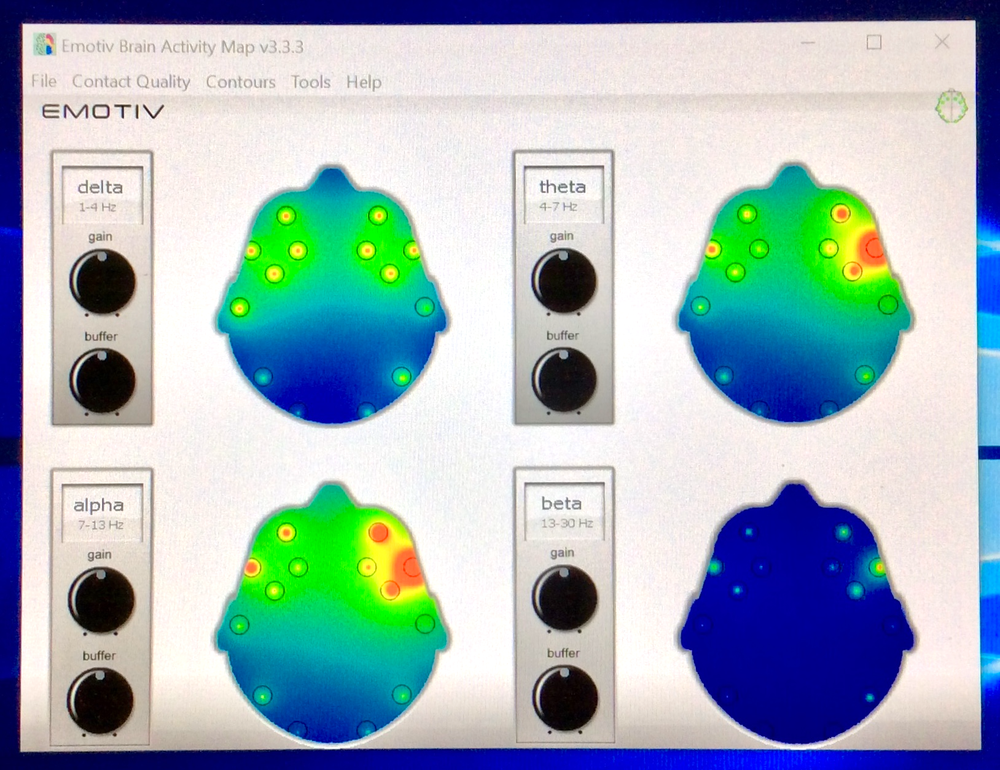 Emotiv Brain Activity Map v3.3.3
File Contact Quality Contours Tools Help
EMOTIV
delta
1-4 Hz
gain
buffer
theta
4-7 Hz
gain
buffer
alpha
7-13 Hz
gain
buffer
beta
13-30 Hz
gain
buffer